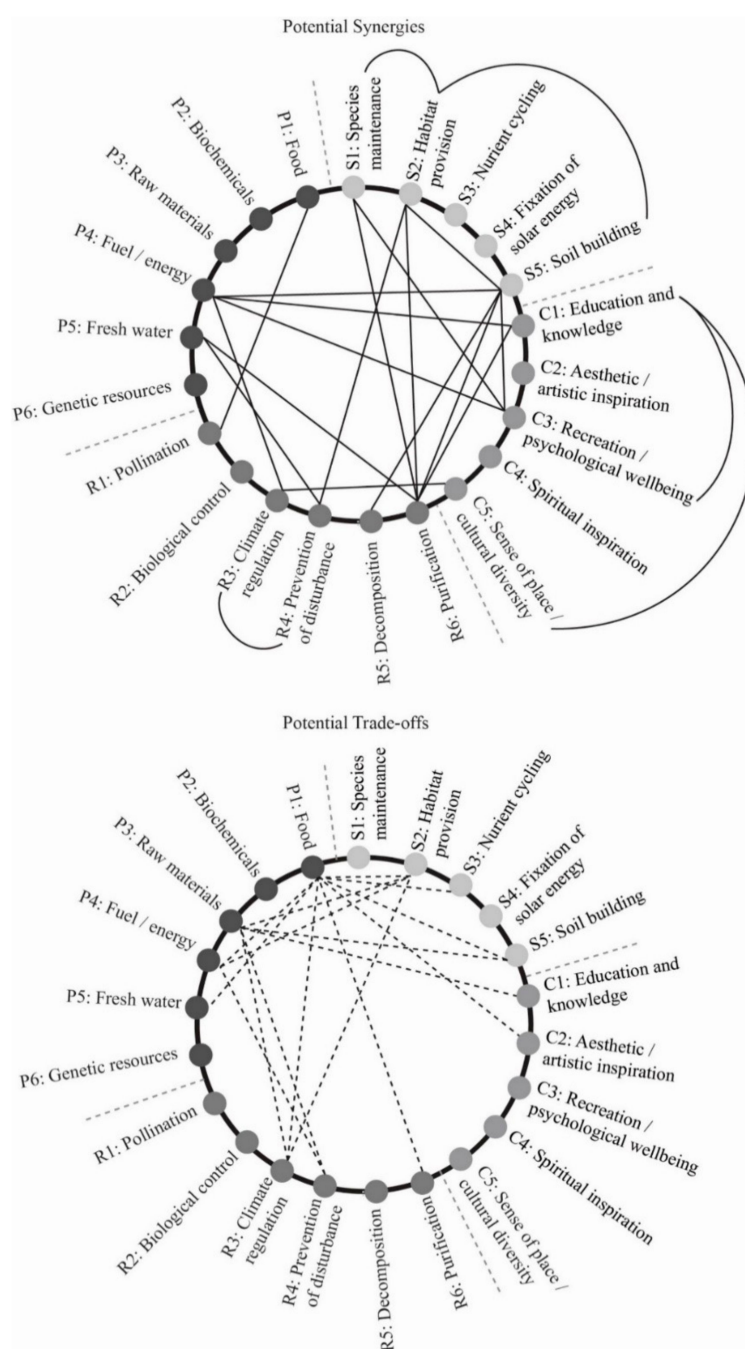 Potential Synergies
S1: Species
maintenance
S2: Habitat
provision
S3: Nurient cycling
S4: Fixation of
solar energy
S5: Soil building
C1: Education and
knowledge
C2: Aesthetic /
artistic inspiration
C3: Recreation /
psychological wellbeing
C4: Spiritual inspiration
C5: Sense of place /
cultural diversity
R6: Purification
R5: Decomposition
R4: Prevention
of disturbance
R3: Climate
regulation
R2: Biological control
R1: Pollination
P6: Genetic resources
P5: Fresh water
P4: Fuel / energy
P3: Raw materials
P2: Biochemicals
P1: Food
Potential Trade-offs
S1: Species
maintenance
S2: Habitat
provision
S3: Nurient cycling
S4: Fixation of
solar energy
S5: Soil building
C1: Education and
knowledge
C2: Aesthetic /
artistic inspiration
C3: Recreation /
psychological wellbeing
C4: Spiritual inspiration
C5: Sense of place /
cultural diversity
R6: Purification
R5: Decomposition
R4: Prevention
of disturbance
R3: Climate
regulation
R2: Biological control
R1: Pollination
P6: Genetic resources
P5: Fresh water
P4: Fuel / energy
P3: Raw materials
P2: Biochemicals
P1: Food